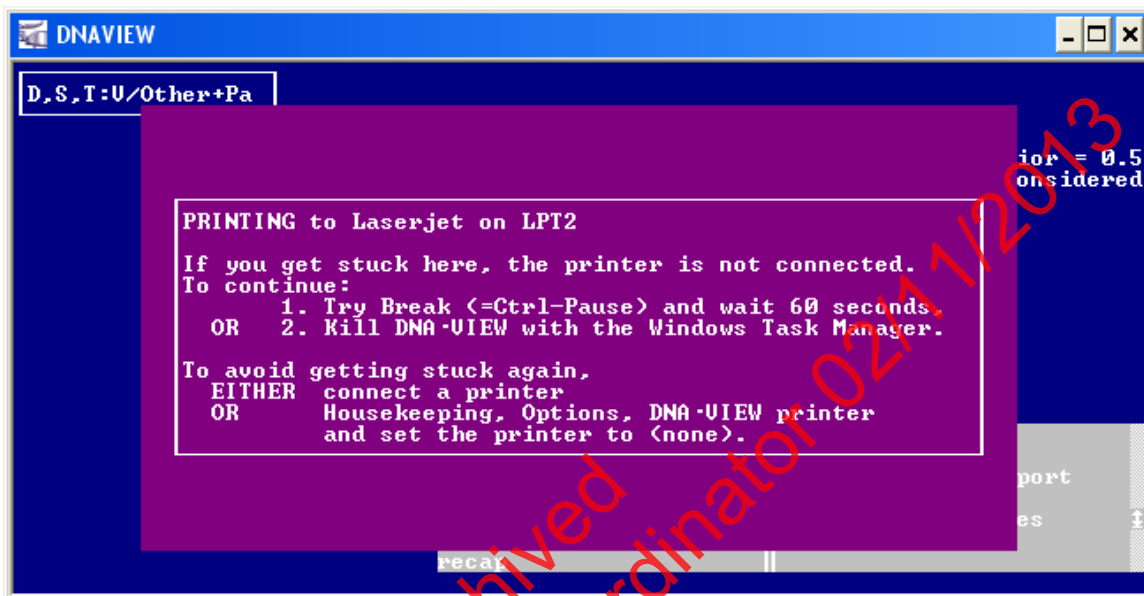 DNAVIEW
D,S,T:V/Other+Pa
ior = 0.5
onsidered
PRINTING to Laserjet on LPT2
If you get stuck here, the printer is not connected.
To continue:
1. Try Break (=Ctrl-Pause) and wait 60 seconds.
OR 2. Kill DNA·VIEW with the Windows Task Manager.
To avoid getting stuck again,
EITHER connect a printer
OR Housekeeping, Options, DNA·VIEW printer
and set the printer to (none).
port
es
recap
hived
rdinator 02/11/2013